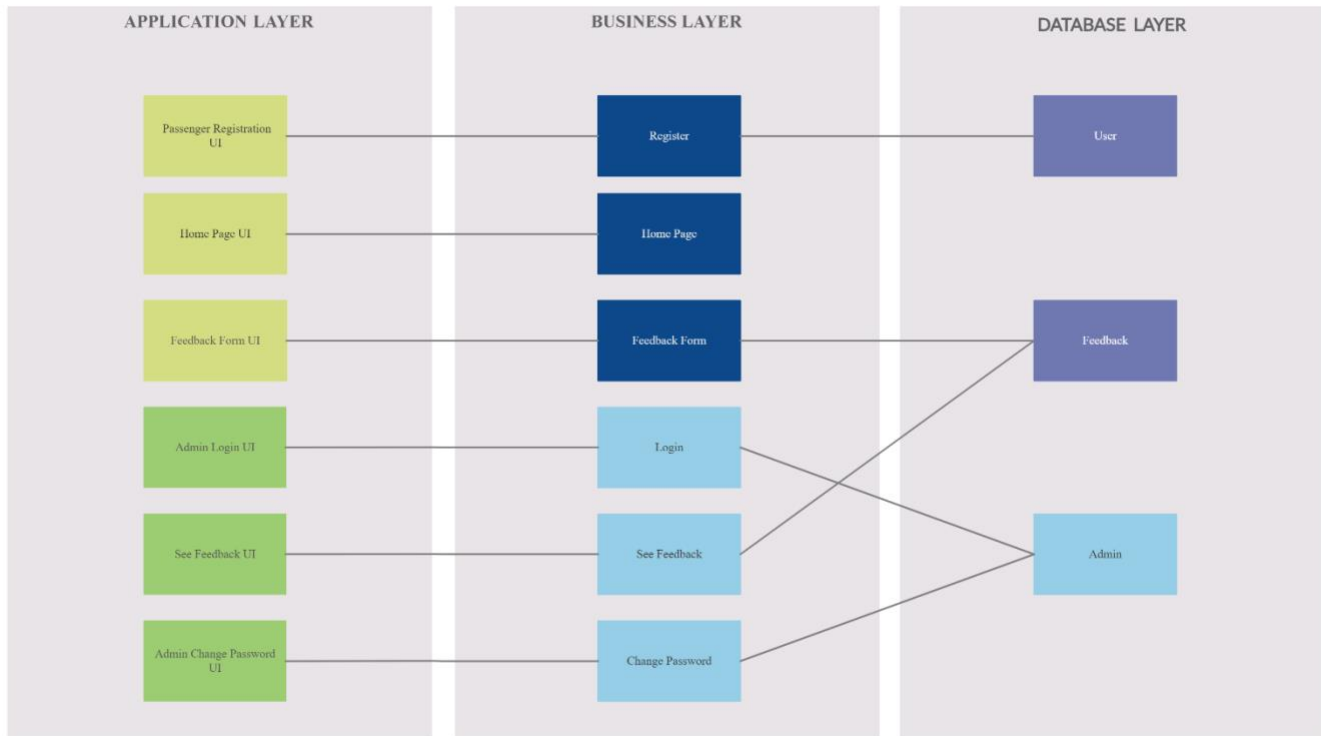 APPLICATION LAYER
BUSINESS LAYER
DATABASE LAYER
Passenger Registration
UI
Register
User
Home Page UI
Home Page
Feedback Form UI
Feedback Form
Feedback
Admin Login UI
Login
See Feedback UI
See Feedback
Admin
Admin Change Password
UI
Change Password